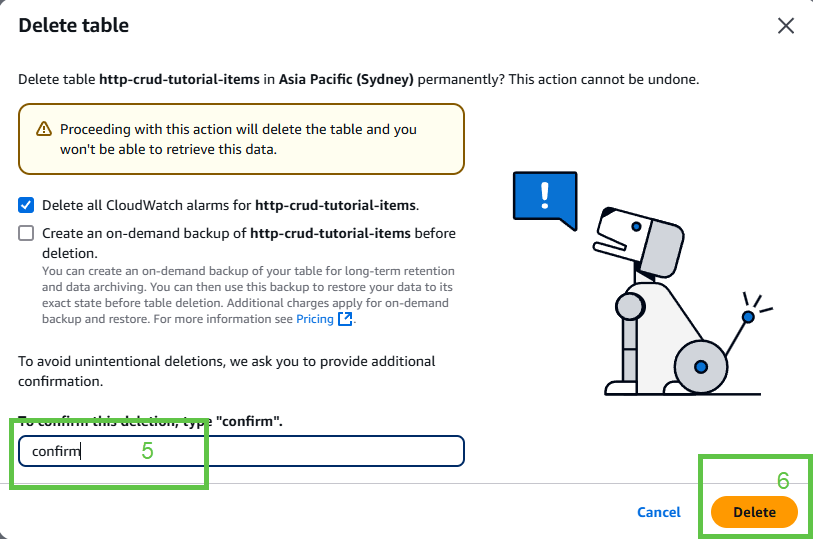 Delete table
Delete table http-crud-tutorial-items in Asia Pacific (Sydney) permanently? This action cannot be undone.
Proceeding with this action will delete the table and you
won't be able to retrieve this data.
Delete all CloudWatch alarms for http-crud-tutorial-items.
Create an on-demand backup of http-crud-tutorial-items before
deletion.
You can create an on-demand backup of your table for long-term retention
and data archiving. You can then use this backup to restore your data to its
exact state before table deletion. Additional charges apply for on-demand
backup and restore. For more information see Pricing.
To avoid unintentional deletions, we ask you to provide additional
confirmation.
To confirm this deletion, type "confirm".
confirm 5
6
Cancel Delete